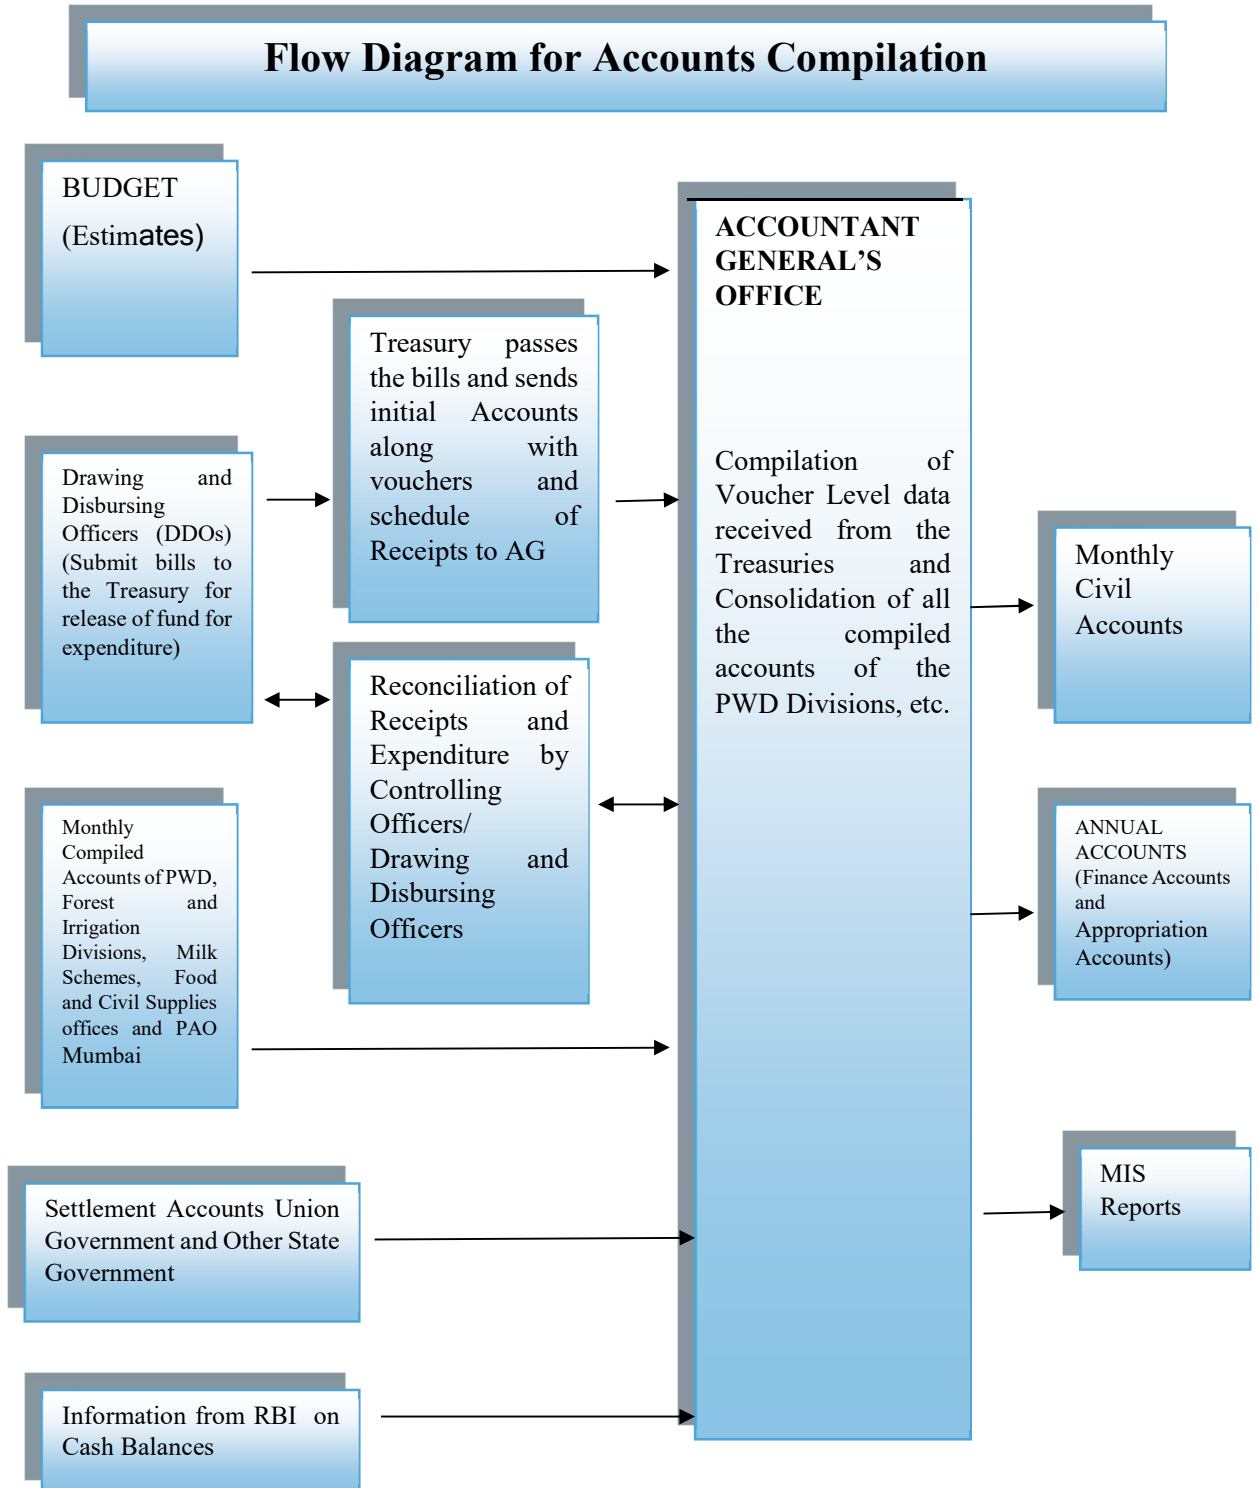 Flow Diagram for Accounts Compilation
BUDGET
(Estimates)
Treasury passes
the bills and sends
initial Accounts
along with
vouchers and
schedule of
Receipts to AG
Drawing and
Disbursing
Officers (DDOs)
(Submit bills to
the Treasury for
release of fund for
expenditure)
Reconciliation of
Receipts and
Expenditure by
Controlling
Officers/
Drawing and
Disbursing
Officers
Monthly
Compiled
Accounts of PWD,
Forest and
Irrigation
Divisions, Milk
Schemes, Food
and Civil Supplies
offices and PAO
Mumbai
Settlement Accounts Union
Government and Other State
Government
Information from RBI on
Cash Balances
ACCOUNTANT
GENERAL’S
OFFICE
Compilation of
Voucher Level data
received from the
Treasuries and
Consolidation of all
the compiled
accounts of the
PWD Divisions, etc.
Monthly
Civil
Accounts
ANNUAL
ACCOUNTS
(Finance Accounts
and
Appropriation
Accounts)
MIS
Reports